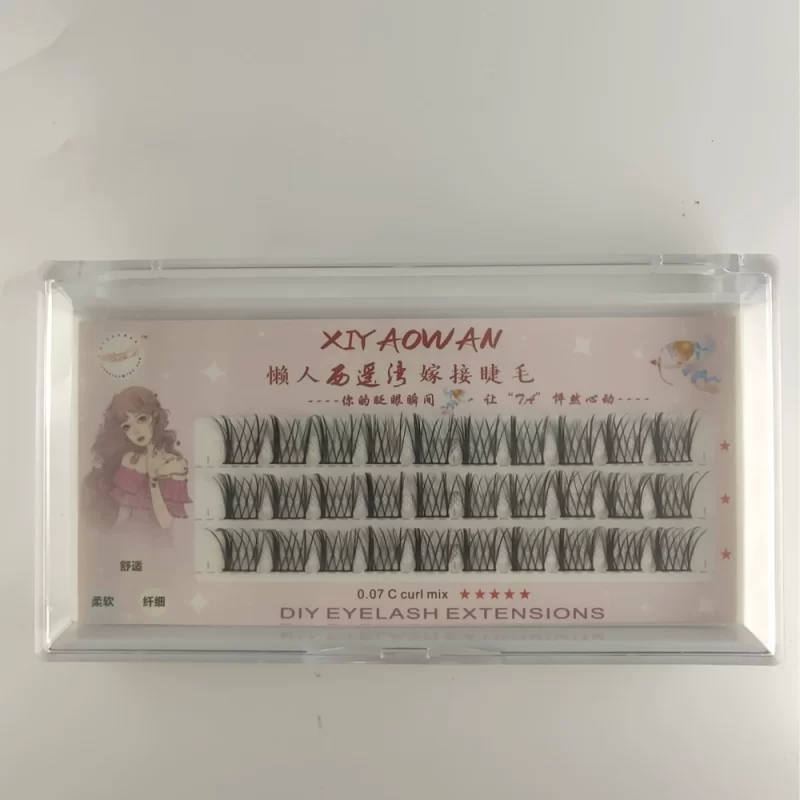 XIYAOWAN
懒人西遥湾嫁接睫毛
----你的眨眼瞬间 - 让 "TA" 怦然心动----
舒适
柔软 纤细
0.07 C curl mix ★★★★★
DIY EYELASH EXTENSIONS